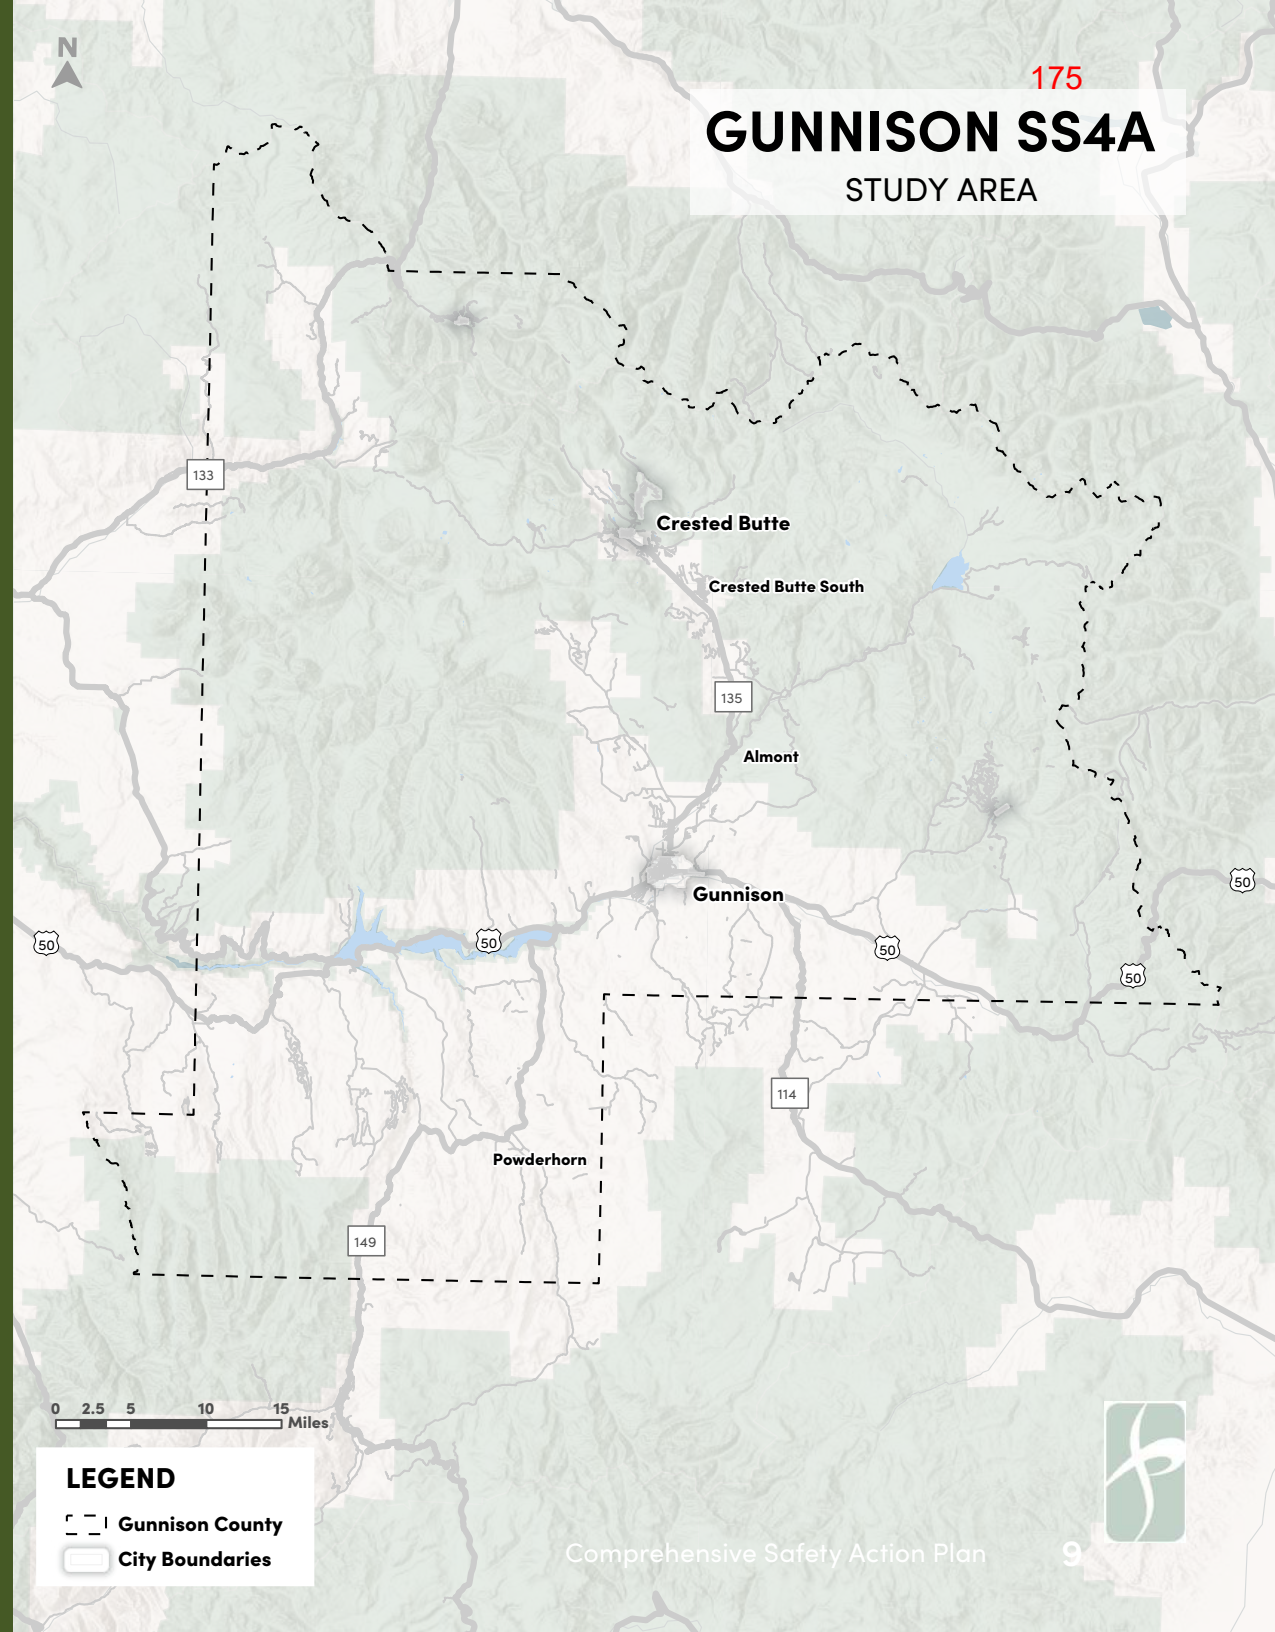 N
175
GUNNISON SS4A
STUDY AREA
133
Crested Butte
Crested Butte South
135
Almont
Gunnison
50
50
50
50
50
114
Powderhorn
149
0 2.5 5 10 15
Miles
LEGEND
Gunnison County
City Boundaries
Comprehensive Safety Action Plan 9